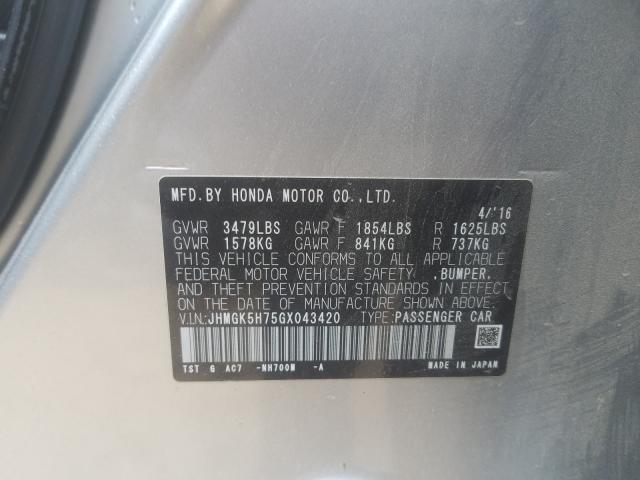 MFD.BY HONDA MOTOR CO.,LTD.
4/'16
GVWR 3479LBS GAWR F 1854LBS R 1625LBS
GVWR 1578KG GAWR F 841KG R 737KG
THIS VEHICLE CONFORMS TO ALL APPLICABLE
FEDERAL MOTOR VEHICLE SAFETY ,BUMPER,
AND THEFT PREVENTION STANDARDS IN EFFECT
ON THE DATE OF MANUFACTURE SHOWN ABOVE.
V.I.N:JHMGK5H75GX043420 TYPE:PASSENGER CAR
TST G AC7 -NH700M -A MADE IN JAPAN